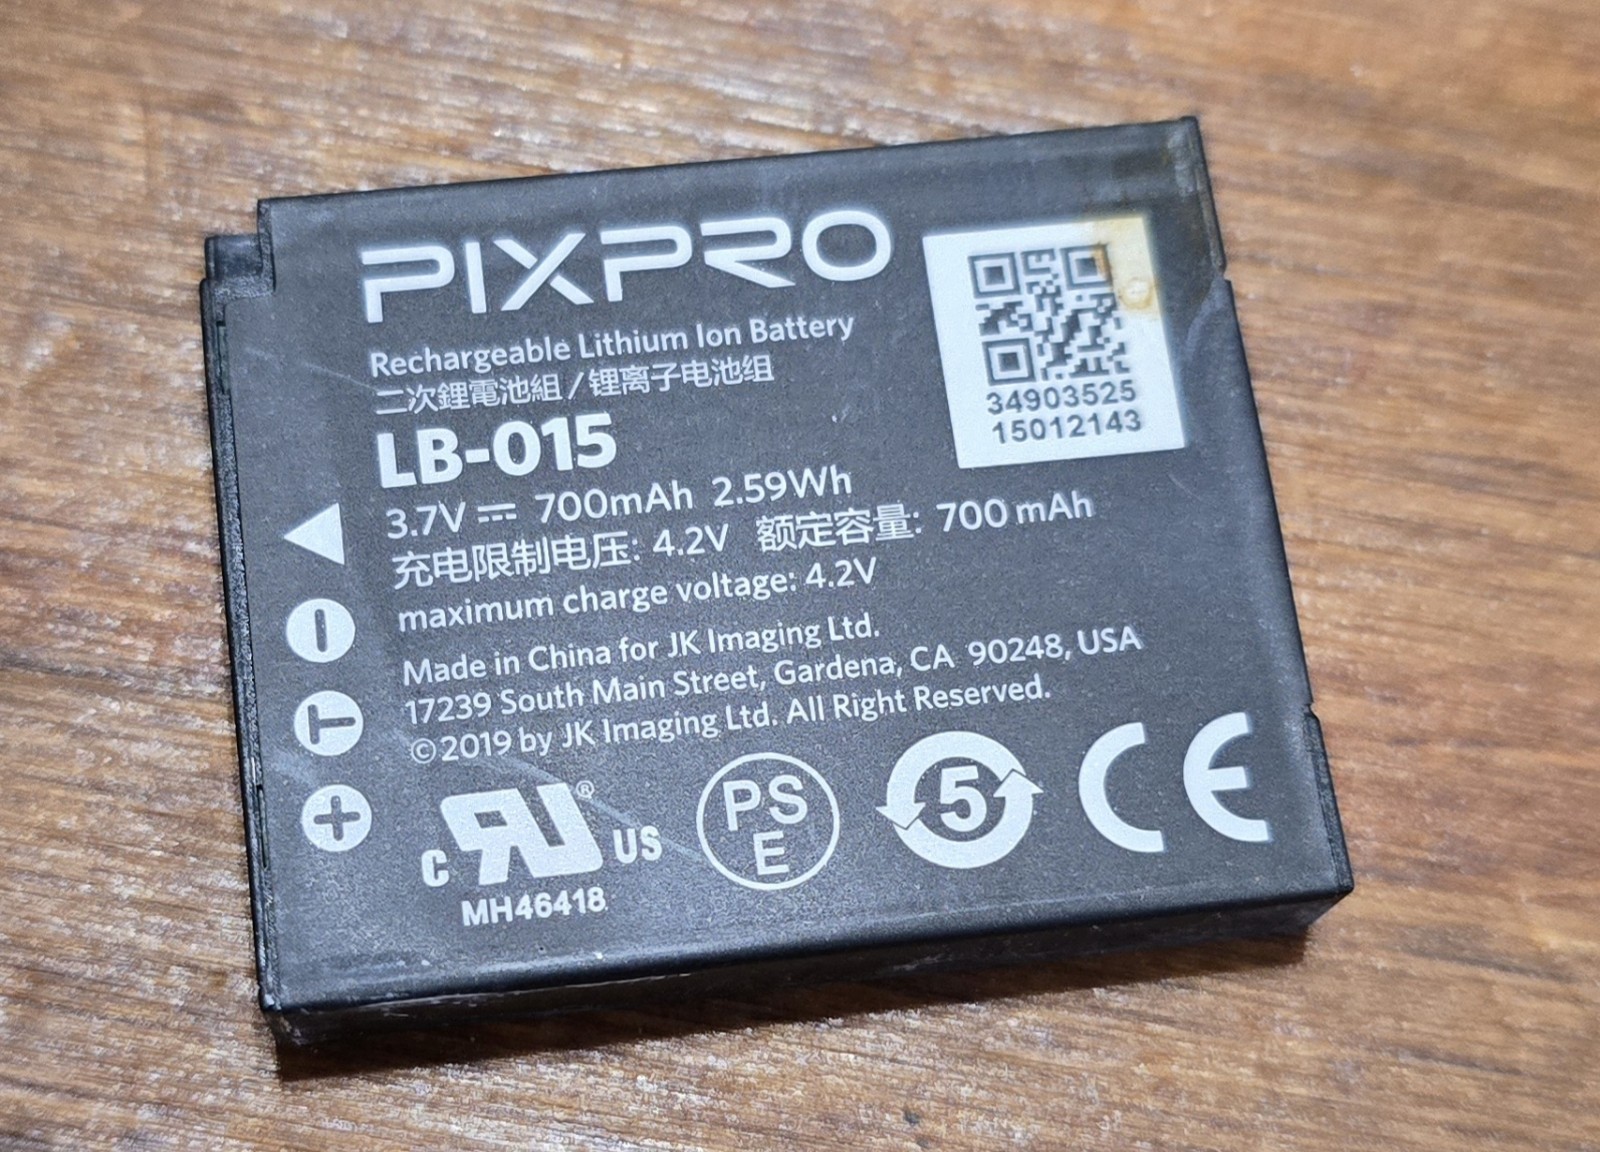 PIXPRO
Rechargeable Lithium Ion Battery
二次鋰電池組/锂离子电池组
LB-015
3.7V ⎓ 700mAh 2.59Wh
充电限制电压: 4.2V 额定容量: 700 mAh
maximum charge voltage: 4.2V
Made in China for JK Imaging Ltd.
17239 South Main Street, Gardena, CA 90248, USA
©2019 by JK Imaging Ltd. All Right Reserved.
34903525
15012143
T
C RU® US
MH46418
PS
E
5
CE